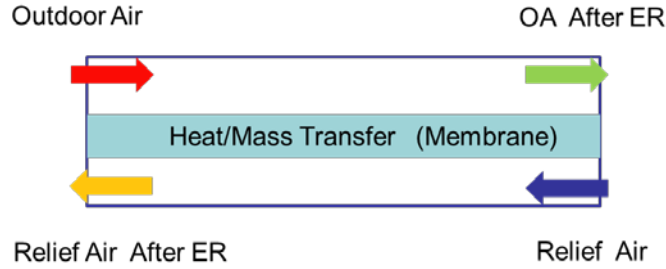 Outdoor Air
OA After ER
Heat/Mass Transfer (Membrane)
Relief Air After ER
Relief Air